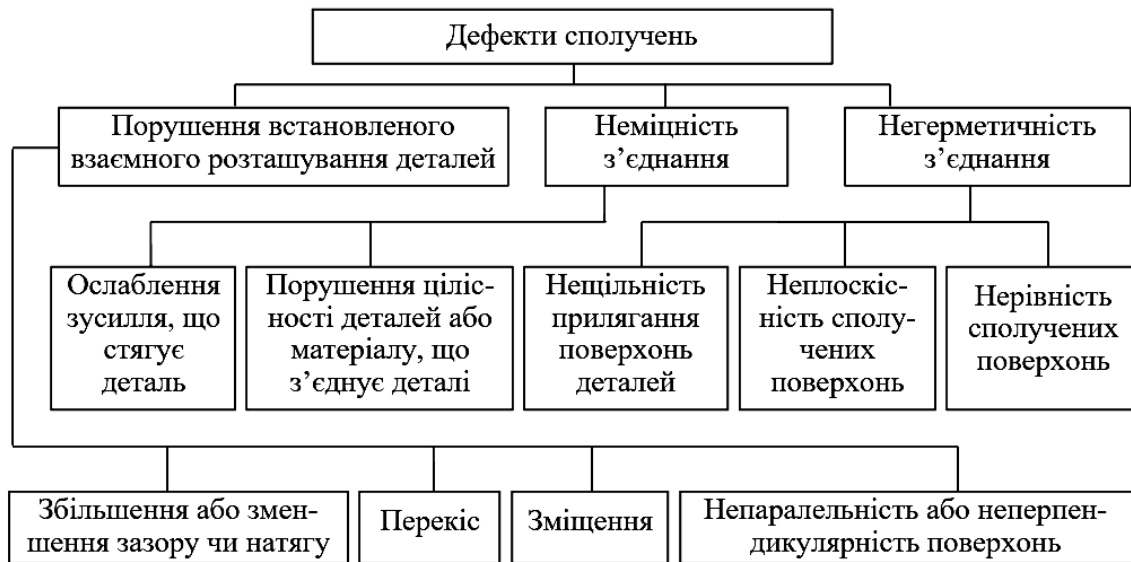 Дефекти сполучень
Порушення встановленого
взаємного розташування деталей
Неміцність
з’єднання
Негерметичність
з’єднання
Ослаблення
зусилля, що
стягує
деталь
Порушення ціліс-
ності деталей або
матеріалу, що
з’єднує деталі
Нещільність
прилягання
поверхонь
деталей
Неплоскіс-
ність сполу-
чених
поверхонь
Нерівність
сполучених
поверхонь
Збільшення або змен-
шення зазору чи натягу
Перекіс
Зміщення
Непаралельність або неперпен-
дикулярність поверхонь